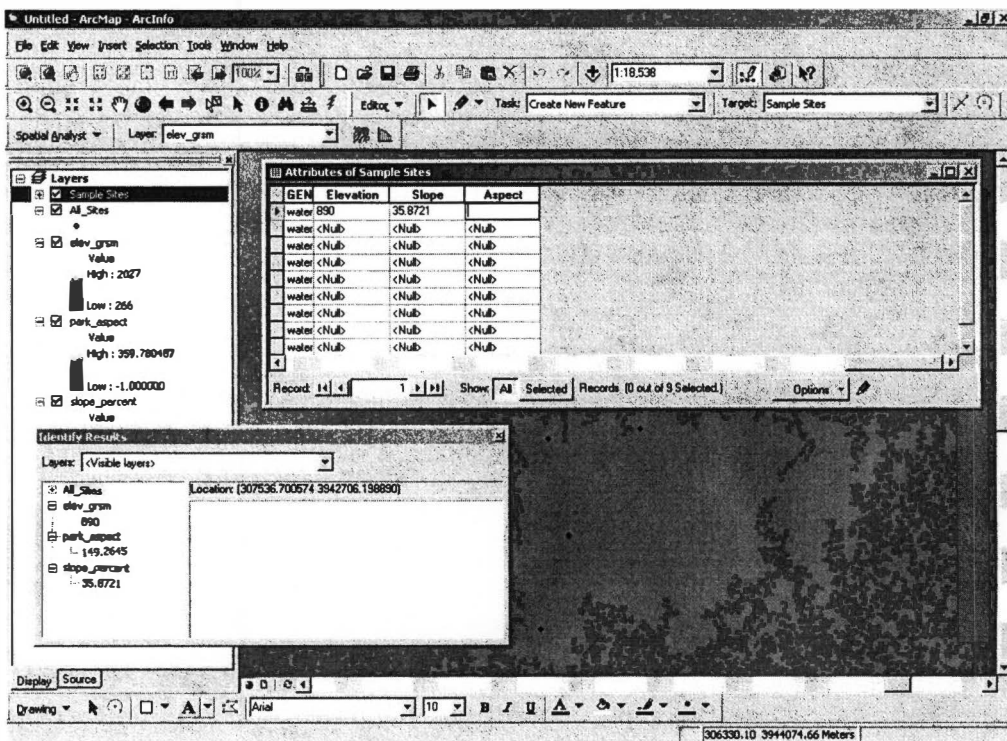 Untitled - ArcMap - ArcInfo
File Edit View Insert Selection Tools Window Help
100% 1:18,538
Editor Task: Create New Feature Target: Sample Sites
Spatial Analyst Layer: elev_grsm
Layers
Sample Sites
All_Sites
elev_grsm
Value
High : 2027
Low : 266
park_aspect
Value
High : 359.780487
Low : -1.000000
slope_percent
Value
Attributes of Sample Sites
GEN Elevation Slope Aspect
water 890 35.8721
water <Null> <Null> <Null>
water <Null> <Null> <Null>
water <Null> <Null> <Null>
water <Null> <Null> <Null>
water <Null> <Null> <Null>
water <Null> <Null> <Null>
water <Null> <Null> <Null>
water <Null> <Null> <Null>
Record: 1 Show: All Selected Records (0 out of 9 Selected.) Options
Identify Results
Layers: <Visible layers>
All_Sites
elev_grsm
890
park_aspect
149.2645
slope_percent
35.8721
Location: (307536.700574 3942706.198890)
Display Source
Drawing A Arial 10 B I U A
306330.10 3944074.66 Meters